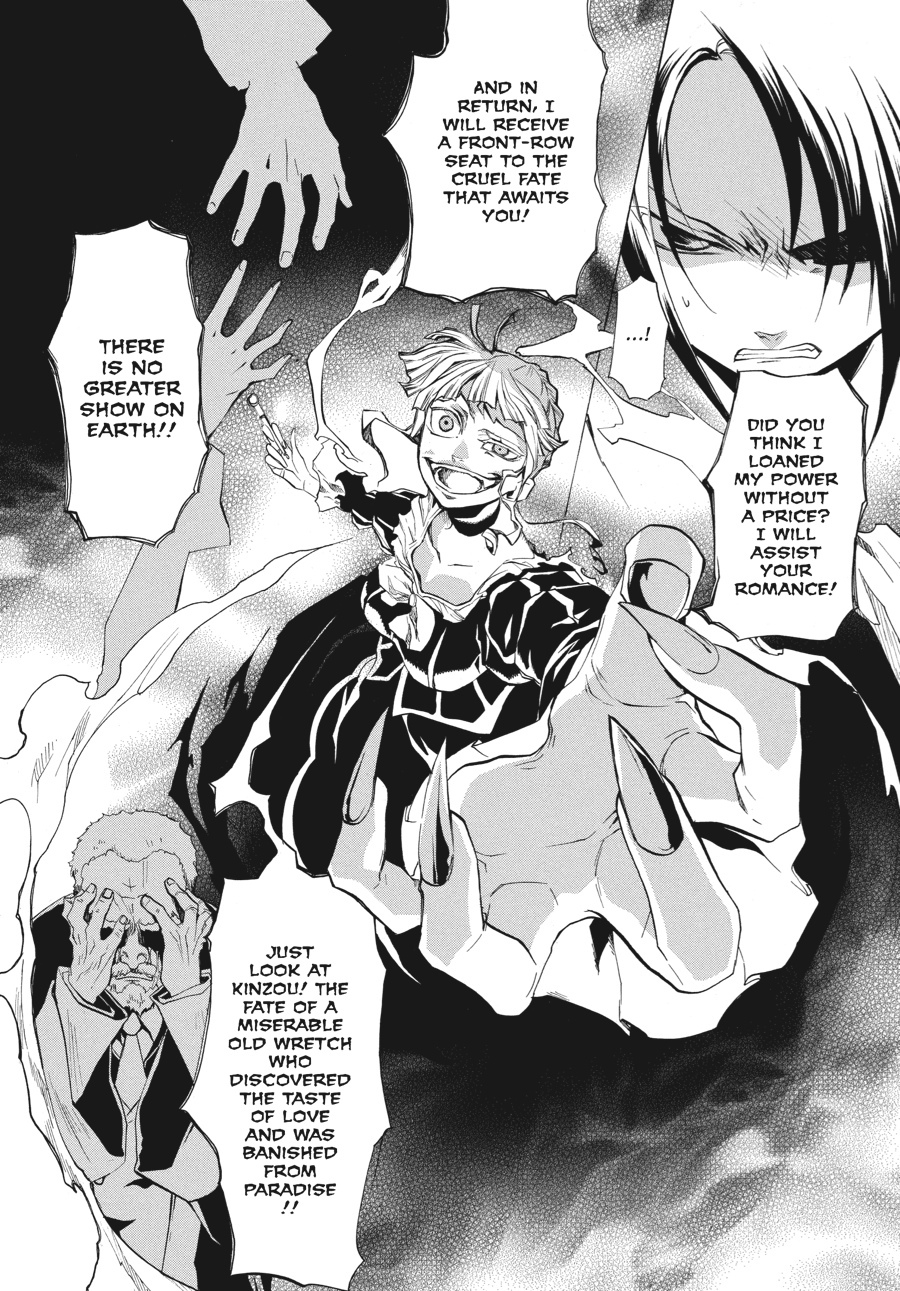 ...!
DID YOU
THINK I
LOANED
MY POWER
WITHOUT
A PRICE?
I WILL
ASSIST
YOUR
ROMANCE!
AND IN
RETURN, I
WILL RECEIVE
A FRONT-ROW
SEAT TO THE
CRUEL FATE
THAT AWAITS
YOU!
THERE
IS NO
GREATER
SHOW ON
EARTH!!
JUST
LOOK AT
KINZOU! THE
FATE OF A
MISERABLE
OLD WRETCH
WHO
DISCOVERED
THE TASTE
OF LOVE
AND WAS
BANISHED
FROM
PARADISE
!!